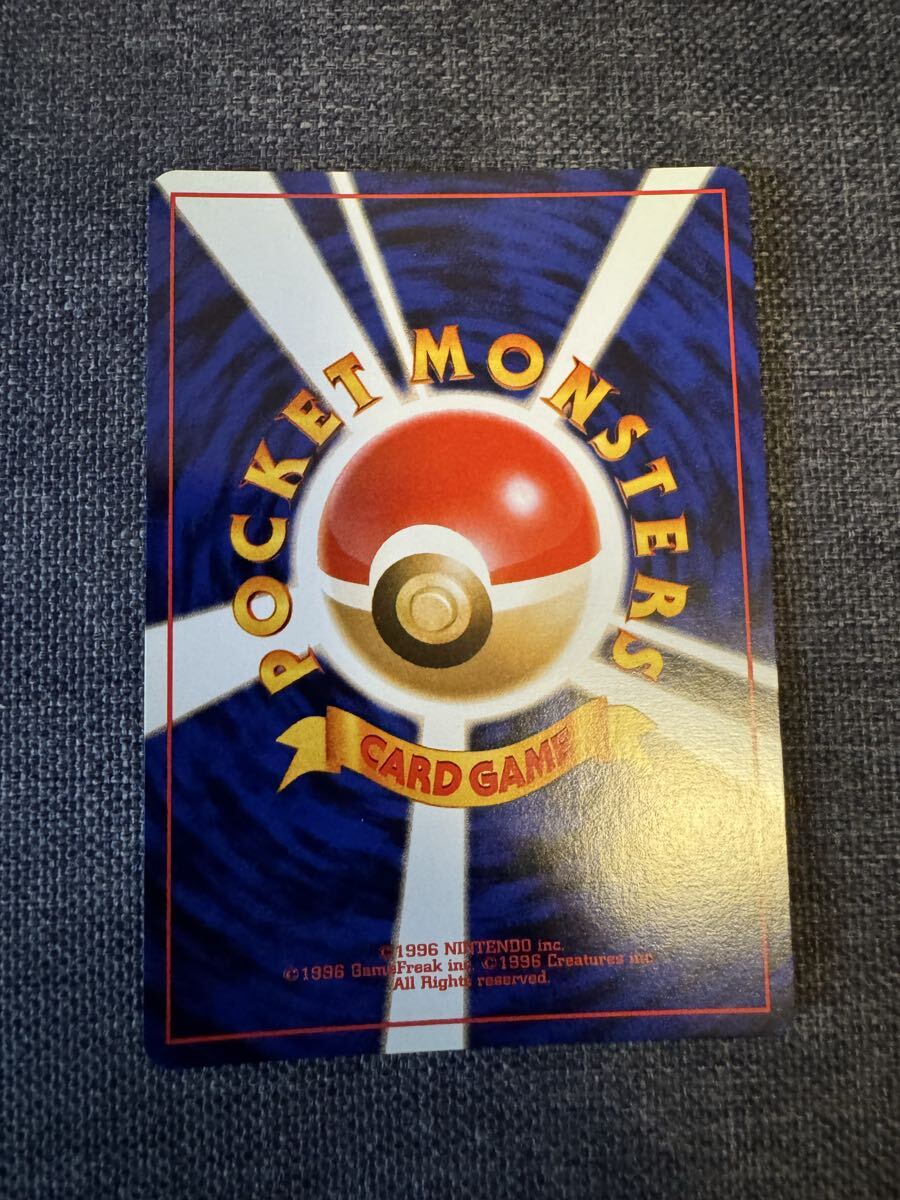 POCKET MONSTERS
CARD GAME
©1996 NINTENDO inc.
©1996 GameFreak inc. ©1996 Creatures inc
All Rights reserved.